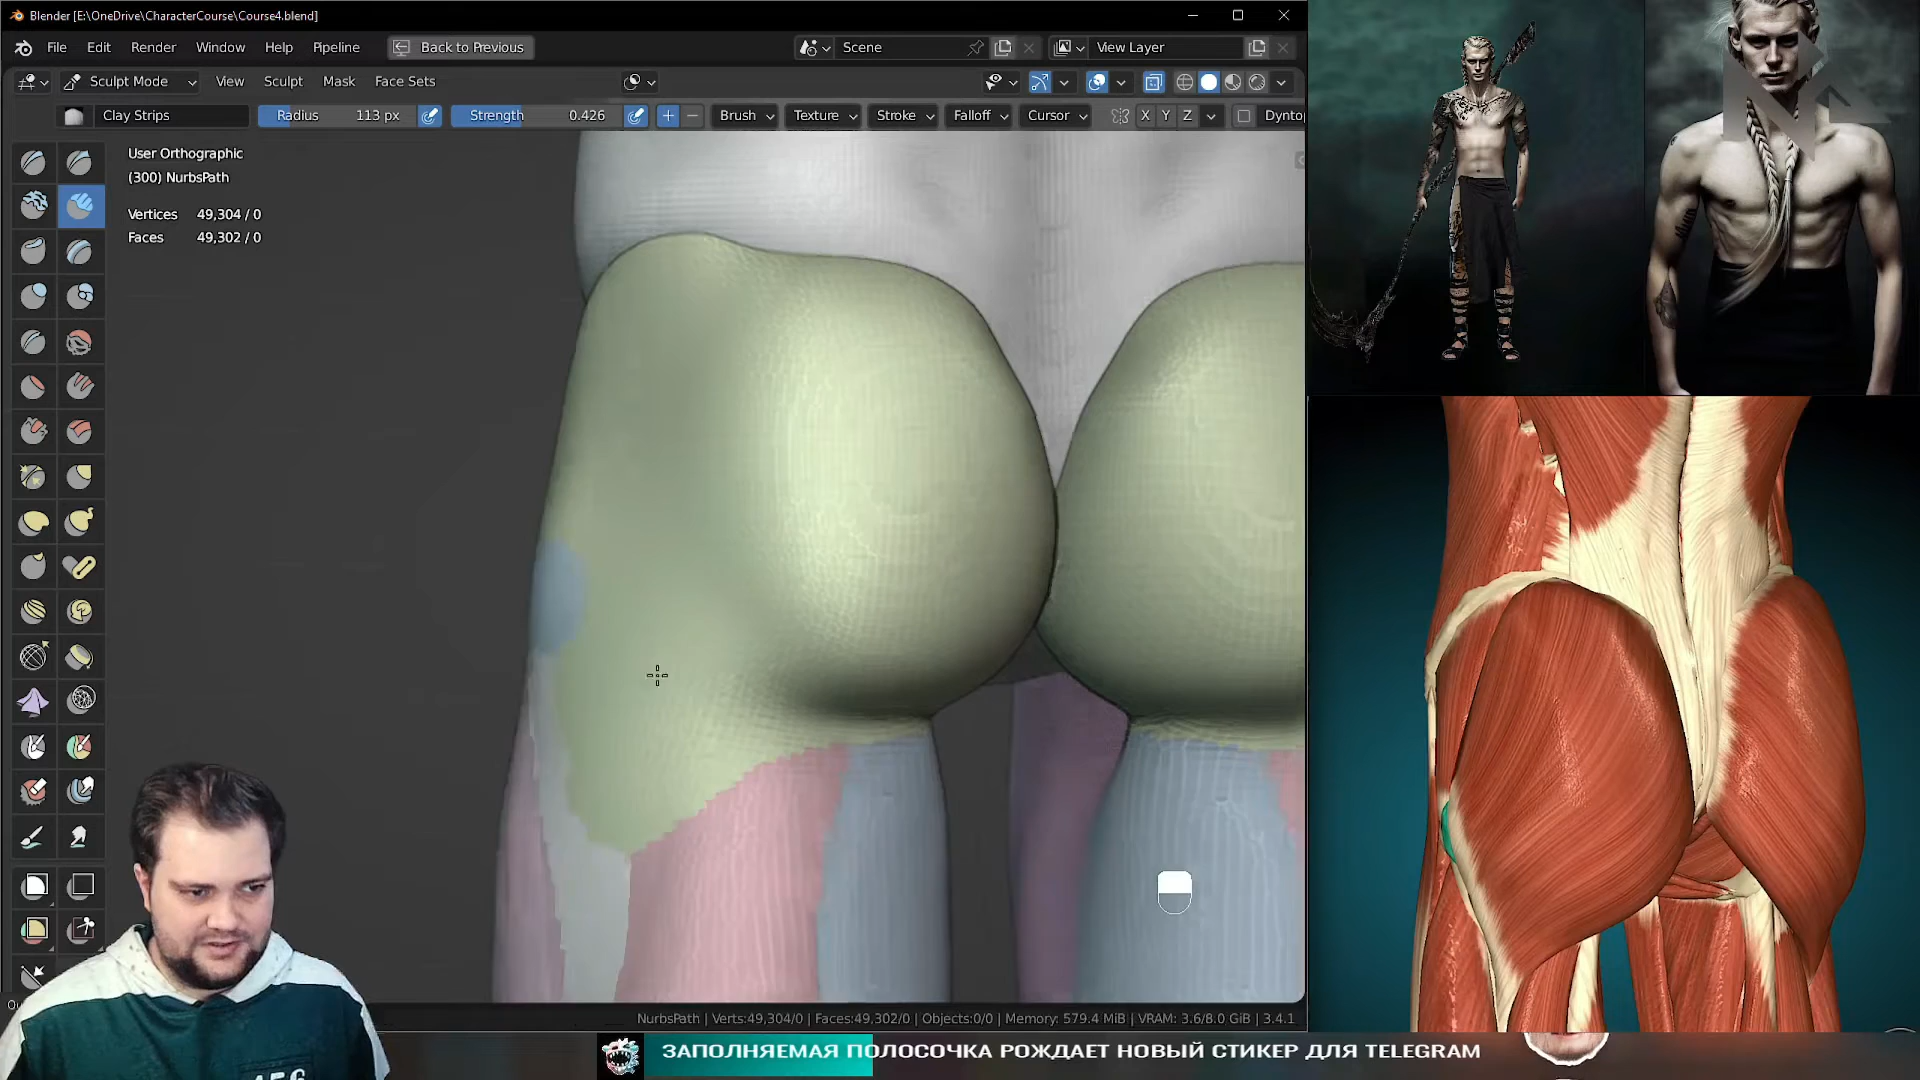 Blender [E:\OneDrive\CharacterCourse\Course4.blend]
File Edit Render Window Help Pipeline Back to Previous Scene View Layer
Sculpt Mode View Sculpt Mask Face Sets
Clay Strips Radius 113 px Strength 0.426 Brush Texture Stroke Falloff Cursor X Y Z
User Orthographic
(300) NurbsPath
Vertices 49,304 / 0
Faces 49,302 / 0
NurbsPath | Verts:49,304/0 | Faces:49,302/0 | Objects:0/0 | Memory: 579.4 MiB | VRAM: 3.6/8.0 GiB | 3.4.1
ЗАПОЛНЯЕМАЯ ПОЛОСОЧКА РОЖДАЕТ НОВЫЙ СТИКЕР ДЛЯ TELEGRAM